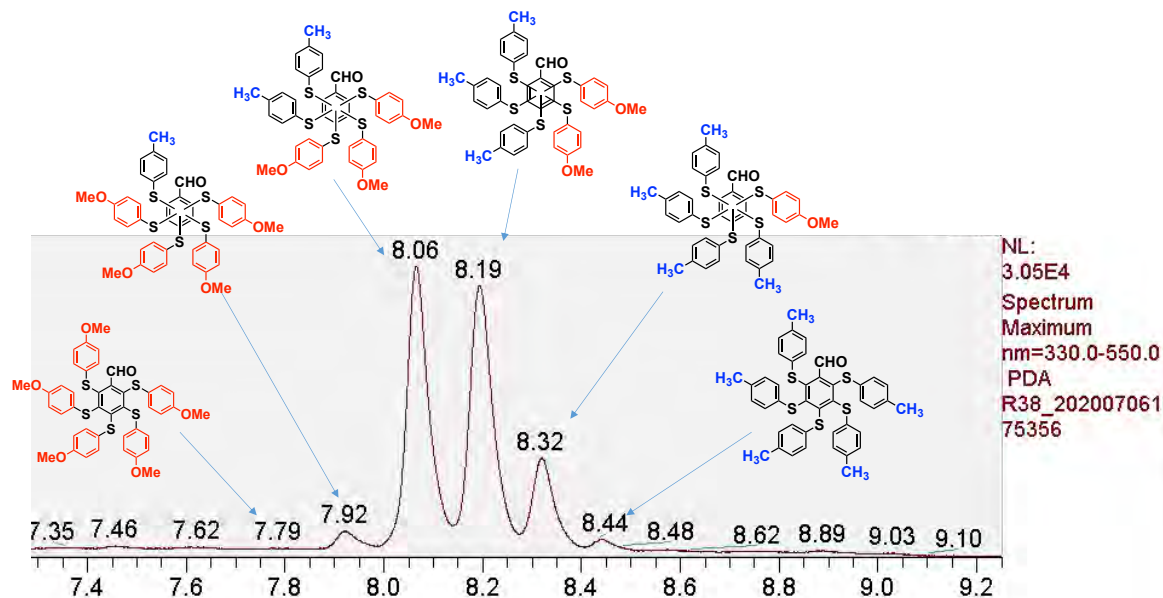 CH3
CHO
H3C
S
S
S
S
OMe
S
MeO
OMe
CH3
CHO
H3C
S
S
S
S
OMe
S
H3C
OMe
CH3
CHO
MeO
S
S
S
S
OMe
S
MeO
OMe
CH3
CHO
H3C
S
S
S
S
OMe
S
H3C
CH3
MeO
CHO
MeO
S
S
S
S
OMe
S
MeO
OMe
CH3
CHO
H3C
S
S
S
S
CH3
S
H3C
CH3
8.06
8.19
8.32
7.35
7.46
7.62
7.79
7.92
8.44
8.48
8.62
8.89
9.03
9.10
7.4
7.6
7.8
8.0
8.2
8.4
8.6
8.8
9.0
9.2
NL:
3.05E4
Spectrum
Maximum
nm=330.0-550.0
PDA
R38_202007061
75356